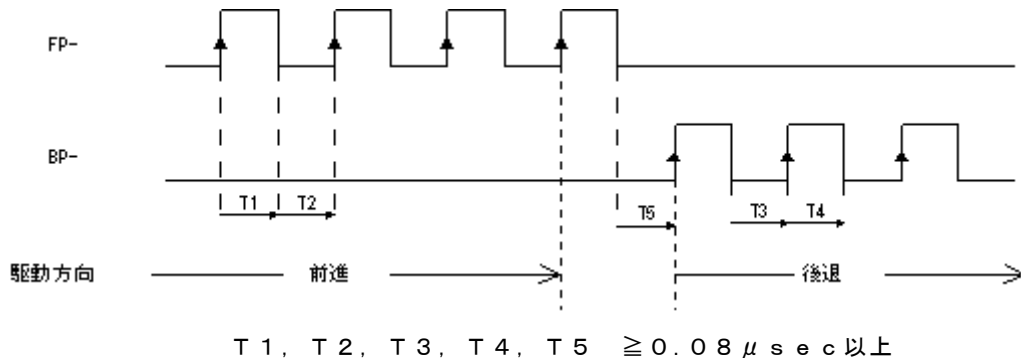 FP-
BP-
T1 T2
T5 T3 T4
駆動方向 前進 後退
T1, T2, T3, T4, T5 ≧0.08μsec以上